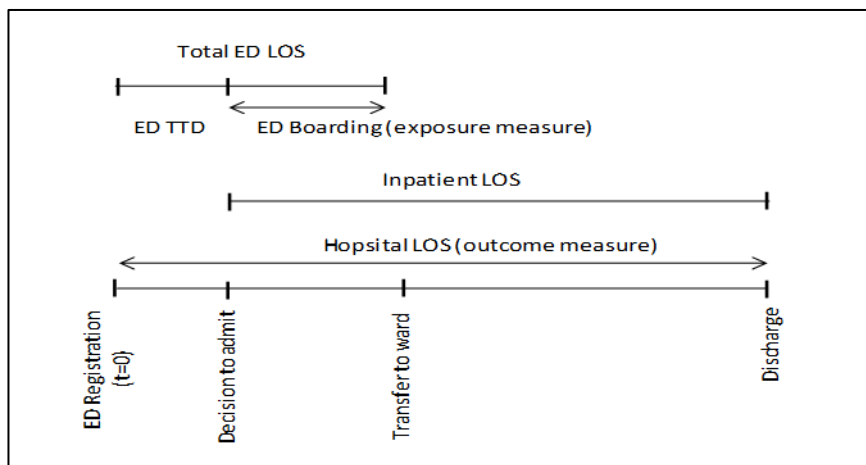 Total ED LOS
ED TTD
ED Boarding (exposure measure)
Inpatient LOS
Hopsital LOS (outcome measure)
ED Registration
(t=0)
Decision to admit
Transfer to ward
Discharge